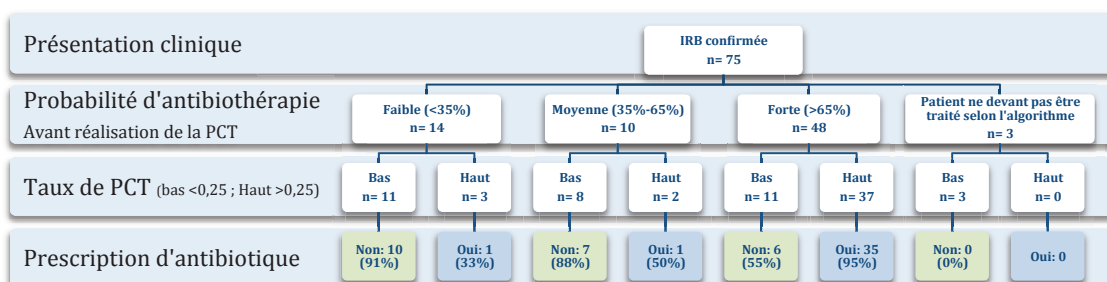 Présentation clinique
IRB confirmée
n= 75
Probabilité d'antibiothérapie
Avant réalisation de la PCT
Faible (<35%)
n= 14
Moyenne (35%-65%)
n= 10
Forte (>65%)
n= 48
Patient ne devant pas être
traité selon l'algorithme
n= 3
Taux de PCT (bas <0,25 ; Haut >0,25)
Bas
n= 11
Haut
n= 3
Bas
n= 8
Haut
n= 2
Bas
n= 11
Haut
n= 37
Bas
n= 3
Haut
n= 0
Prescription d'antibiotique
Non: 10
(91%)
Oui: 1
(33%)
Non: 7
(88%)
Oui: 1
(50%)
Non: 6
(55%)
Oui: 35
(95%)
Non: 0
(0%)
Oui: 0